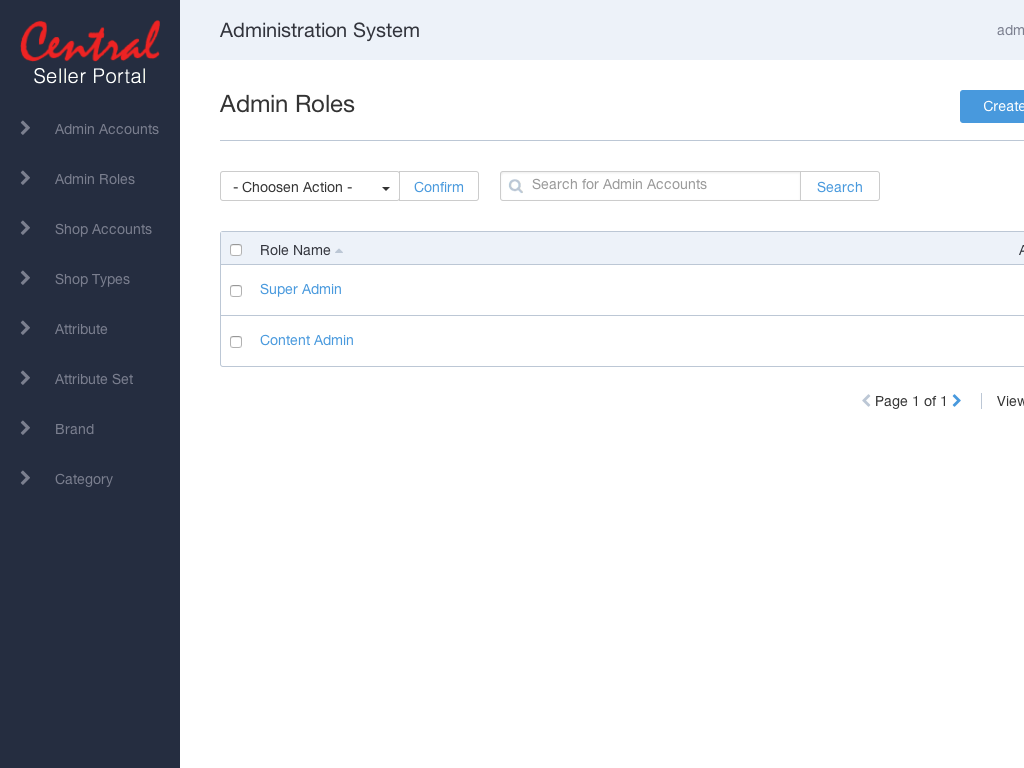 Central
Seller Portal
Admin Accounts
Admin Roles
Shop Accounts
Shop Types
Attribute
Attribute Set
Brand
Category
Administration System
adm
Admin Roles
Create
- Choosen Action -
Confirm
Search for Admin Accounts
Search
Role Name
A
Super Admin
Content Admin
Page 1 of 1
View